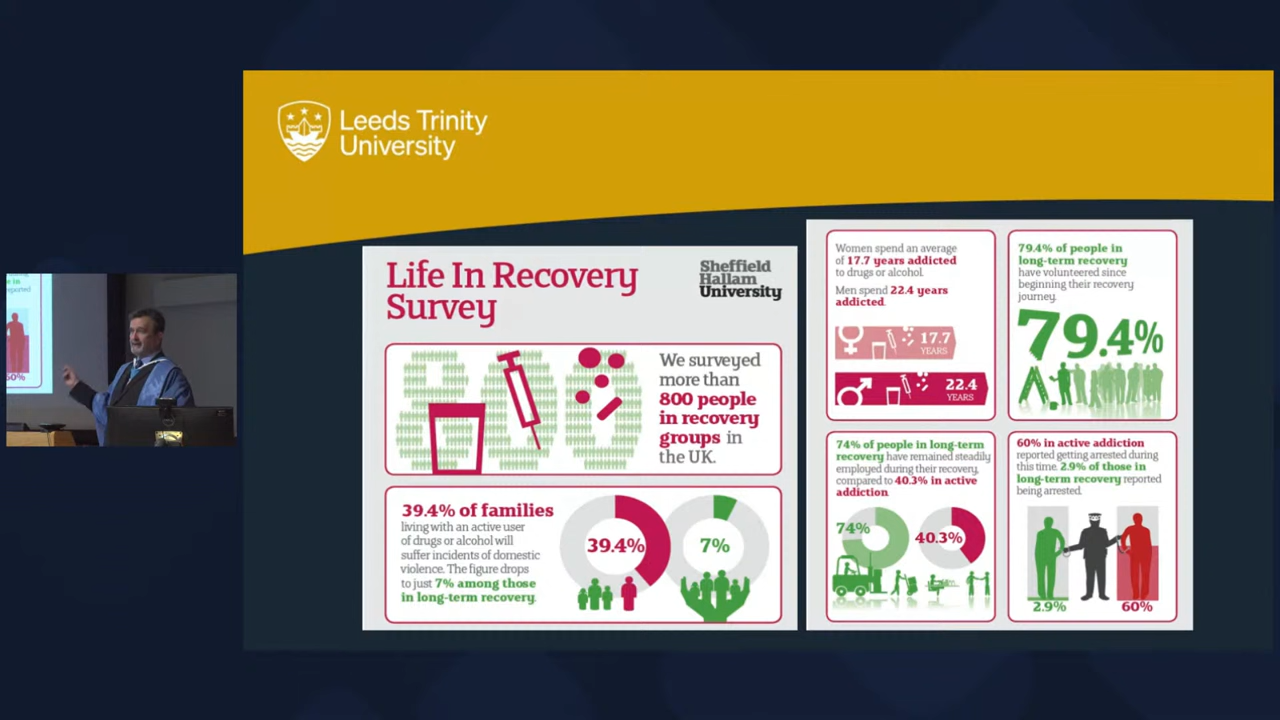 Leeds Trinity
University
Life In Recovery
Survey
Sheffield
Hallam
University
800
We surveyed
more than
800 people
in recovery
groups in
the UK.
39.4% of families
living with an active user
of drugs or alcohol will
suffer incidents of domestic
violence. The figure drops
to just 7% among those
in long-term recovery.
39.4%
7%
Women spend an average
of 17.7 years addicted
to drugs or alcohol.
Men spend 22.4 years
addicted.
17.7
YEARS
22.4
YEARS
79.4% of people in
long-term recovery
have volunteered since
beginning their recovery
journey.
79.4%
74% of people in long-term
recovery have remained steadily
employed during their recovery,
compared to 40.3% in active
addiction.
74%
40.3%
60% in active addiction
reported getting arrested during
this time. 2.9% of those in
long-term recovery reported
being arrested.
2.9%
60%